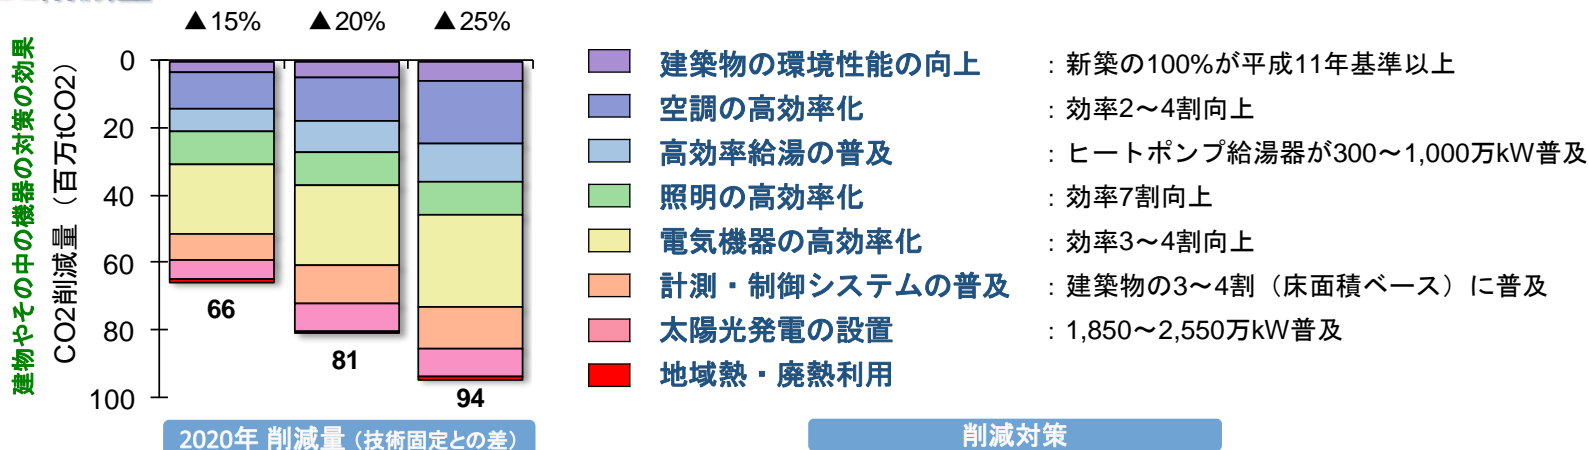 ▲15%
▲20%
▲25%
建物やその中の機器の対策の効果
CO2削減量（百万tCO2）
0
20
40
60
80
100
66
81
94
2020年 削減量（技術固定との差）
建築物の環境性能の向上 ：新築の100%が平成11年基準以上
空調の高効率化 ：効率2～4割向上
高効率給湯の普及 ：ヒートポンプ給湯器が300～1,000万kW普及
照明の高効率化 ：効率7割向上
電気機器の高効率化 ：効率3～4割向上
計測・制御システムの普及 ：建築物の3～4割（床面積ベース）に普及
太陽光発電の設置 ：1,850～2,550万kW普及
地域熱・廃熱利用
削減対策